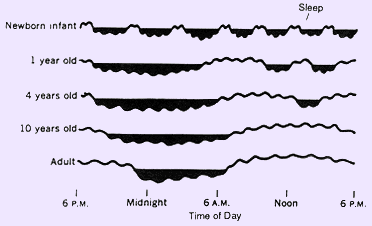 Sleep
Newborn infant
1 year old
4 years old
10 years old
Adult
6 P.M. Midnight 6 A.M. Noon 6 P.M.
Time of Day